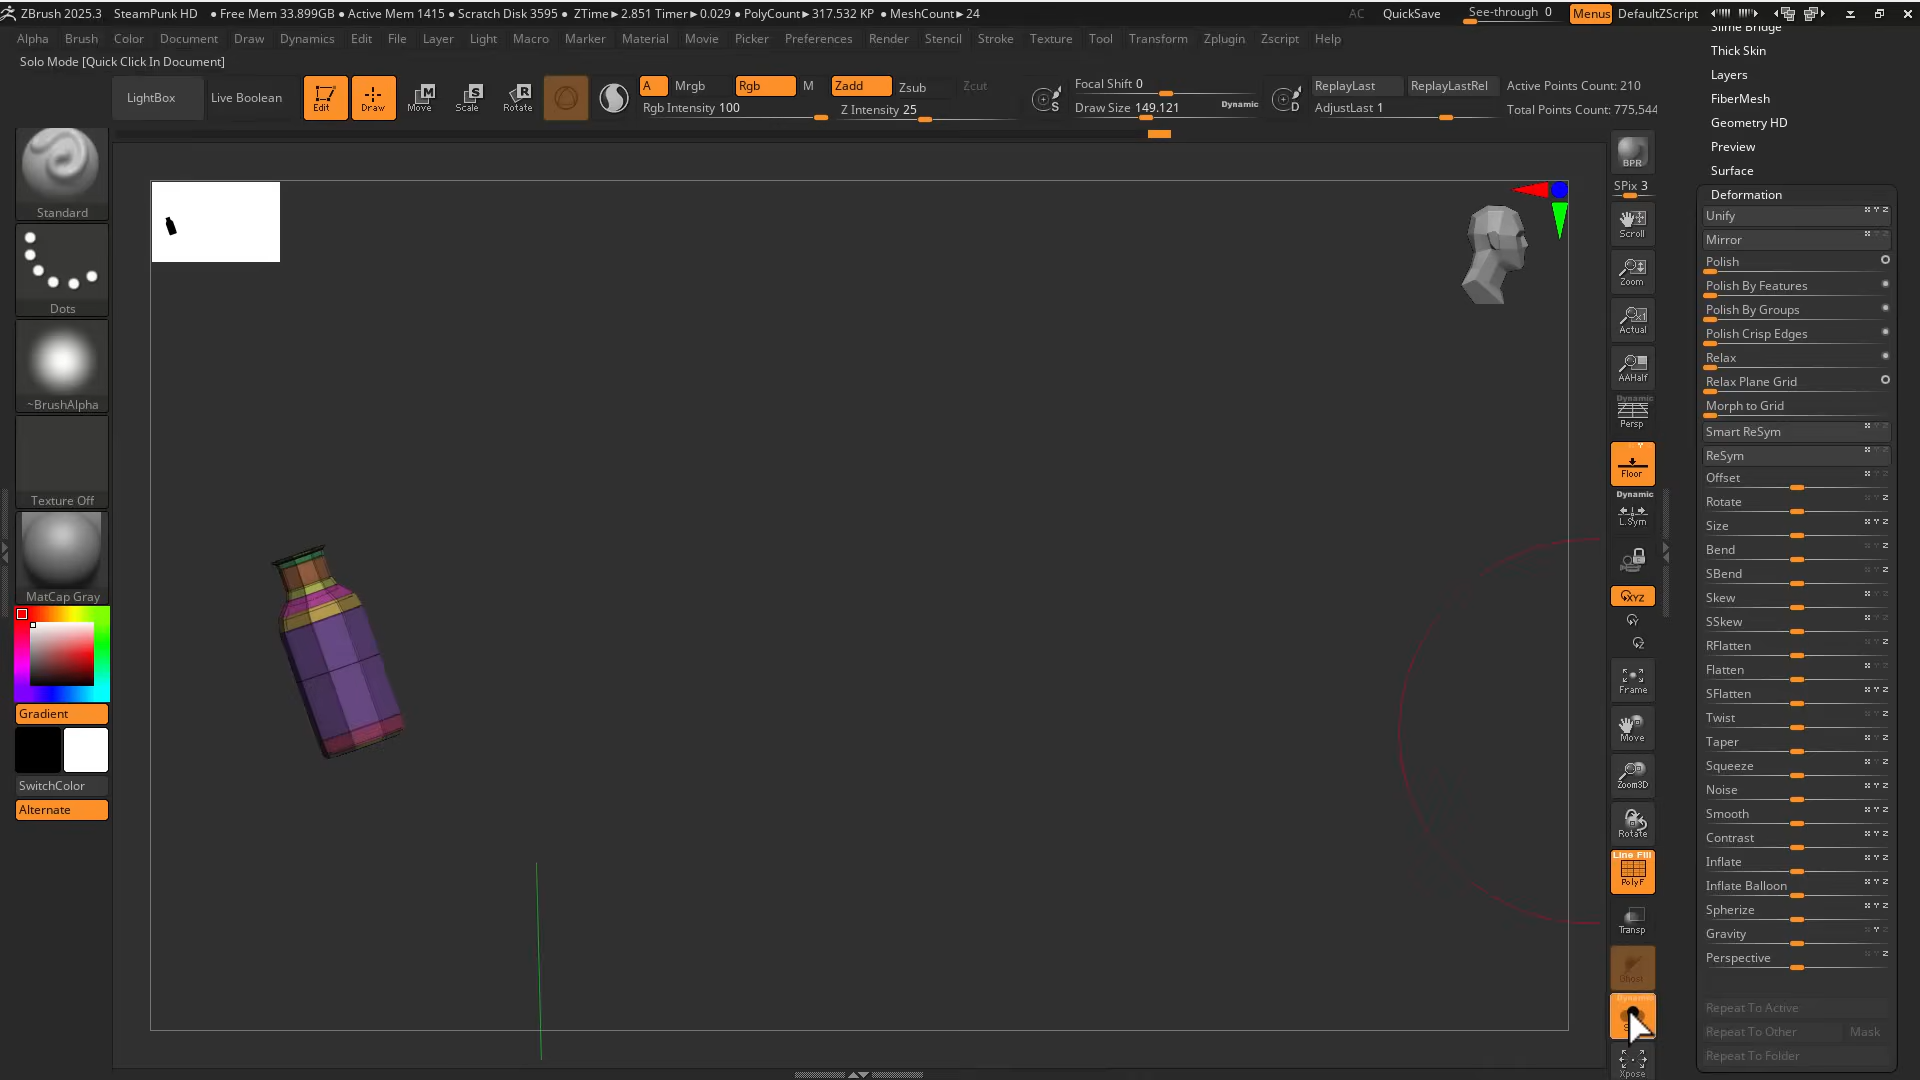 ZBrush 2025.3 SteamPunk HD ● Free Mem 33.899GB ● Active Mem 1415 ● Scratch Disk 3595 ● ZTime ► 2.851 Timer ► 0.029 ● PolyCount ► 317.532 KP ● MeshCount ► 24 AC QuickSave See-through 0 Menus DefaultZScript
Alpha Brush Color Document Draw Dynamics Edit File Layer Light Macro Marker Material Movie Picker Preferences Render Stencil Stroke Texture Tool Transform Zplugin Zscript Help
Solo Mode [Quick Click In Document]
LightBox
Live Boolean
Edit
Draw
Move
Scale
Rotate
A Mrgb Rgb M Zadd Zsub Zcut
Rgb Intensity 100 Z Intensity 25
Focal Shift 0
Draw Size 149.121 Dynamic
ReplayLast ReplayLastRel Active Points Count: 210
AdjustLast 1 Total Points Count: 775,544
Standard
Dots
~BrushAlpha
Texture Off
MatCap Gray
Gradient
SwitchColor
Alternate
BPR
SPix 3
Scroll
Zoom
Actual
AAHalf
Dynamic
Persp
Floor
Dynamic
L.Sym
XYZ
Y
Z
Frame
Move
Zoom3D
Rotate
Line Fill
PolyF
Transp
Ghost
Dynamic
Xpose
Slime Bridge
Thick Skin
Layers
FiberMesh
Geometry HD
Preview
Surface
Deformation
Unify
Mirror
Polish
Polish By Features
Polish By Groups
Polish Crisp Edges
Relax
Relax Plane Grid
Morph to Grid
Smart ReSym
ReSym
Offset
Rotate
Size
Bend
SBend
Skew
SSkew
RFlatten
Flatten
SFlatten
Twist
Taper
Squeeze
Noise
Smooth
Contrast
Inflate
Inflate Balloon
Spherize
Gravity
Perspective
Repeat To Active
Repeat To Other Mask
Repeat To Folder